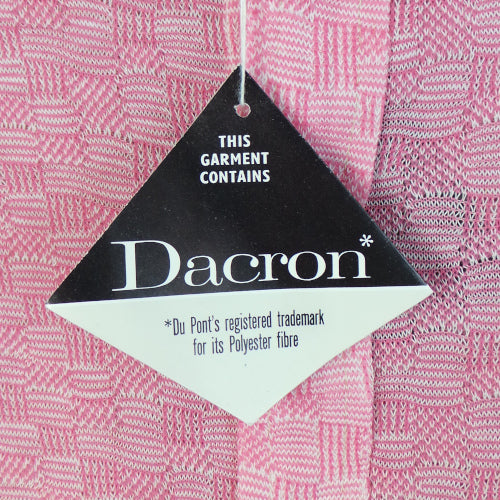 THIS
GARMENT
CONTAINS
Dacron*
*Du Pont's registered trademark
for its Polyester fibre